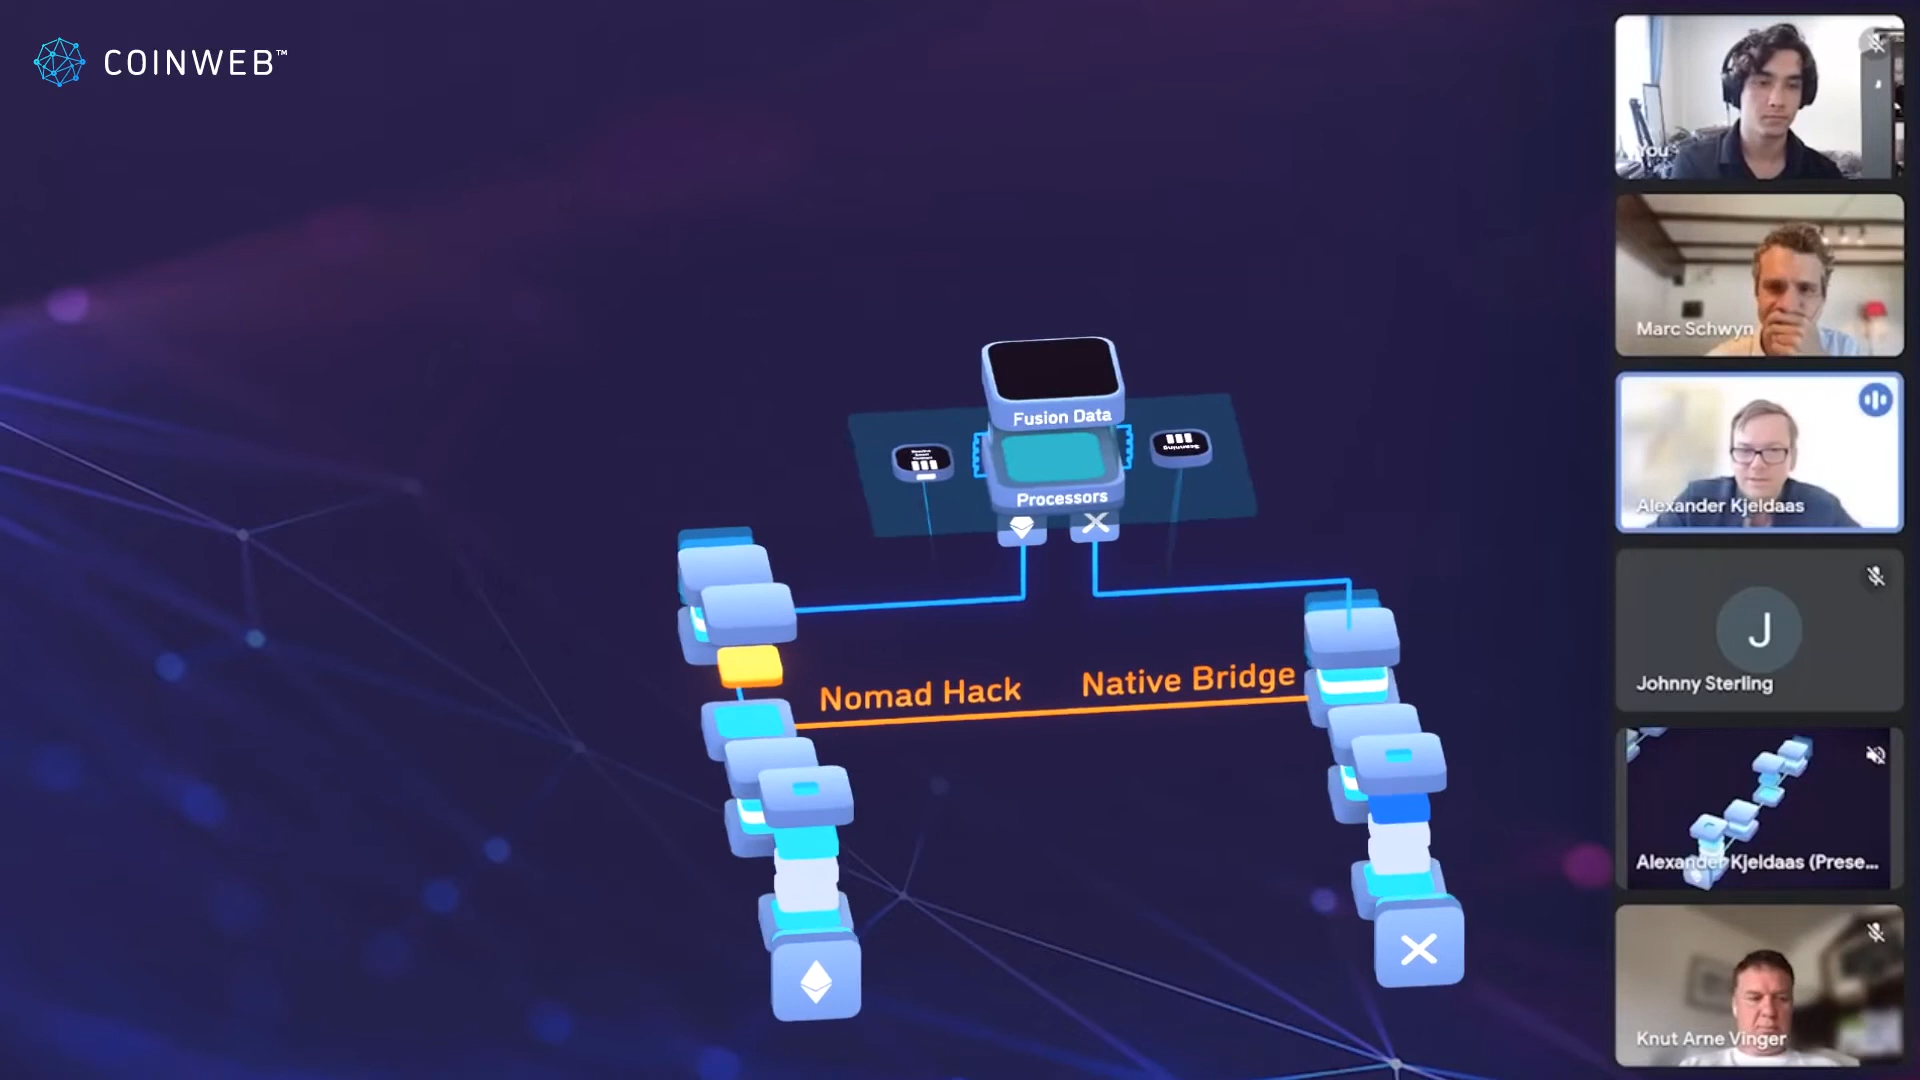 COINWEB™
Fusion Data
Scanning
Processors
Nomad Hack
Native Bridge
You
Marc Schwyn
Alexander Kjeldaas
J
Johnny Sterling
Alexander Kjeldaas (Prese...
Knut Arne Vinger